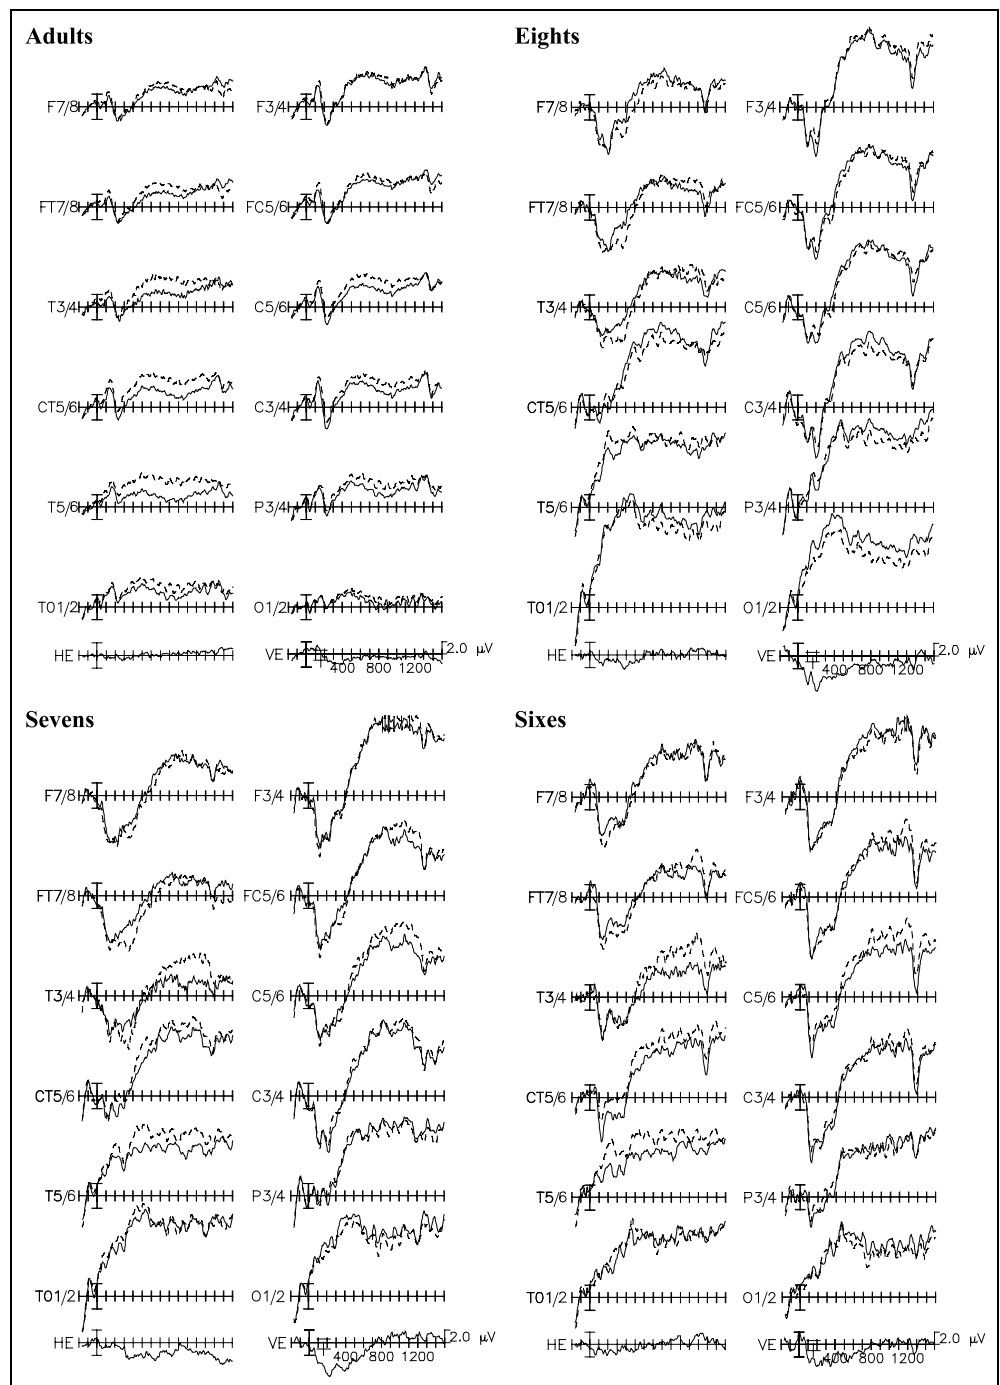 Adults
Eights
F7/8
F3/4
F7/8
F3/4
FT7/8
FC5/6
FT7/8
FC5/6
T3/4
C5/6
T3/4
C5/6
CT5/6
C3/4
CT5/6
C3/4
T5/6
P3/4
T5/6
P3/4
TO1/2
O1/2
TO1/2
O1/2
HE
VE
2.0 μV
HE
VE
2.0 μV
400 800 1200
400 800 1200
Sevens
Sixes
F7/8
F3/4
F7/8
F3/4
FT7/8
FC5/6
FT7/8
FC5/6
T3/4
C5/6
T3/4
C5/6
CT5/6
C3/4
CT5/6
C3/4
T5/6
P3/4
T5/6
P3/4
TO1/2
O1/2
TO1/2
O1/2
HE
VE
2.0 μV
HE
VE
2.0 μV
400 800 1200
400 800 1200